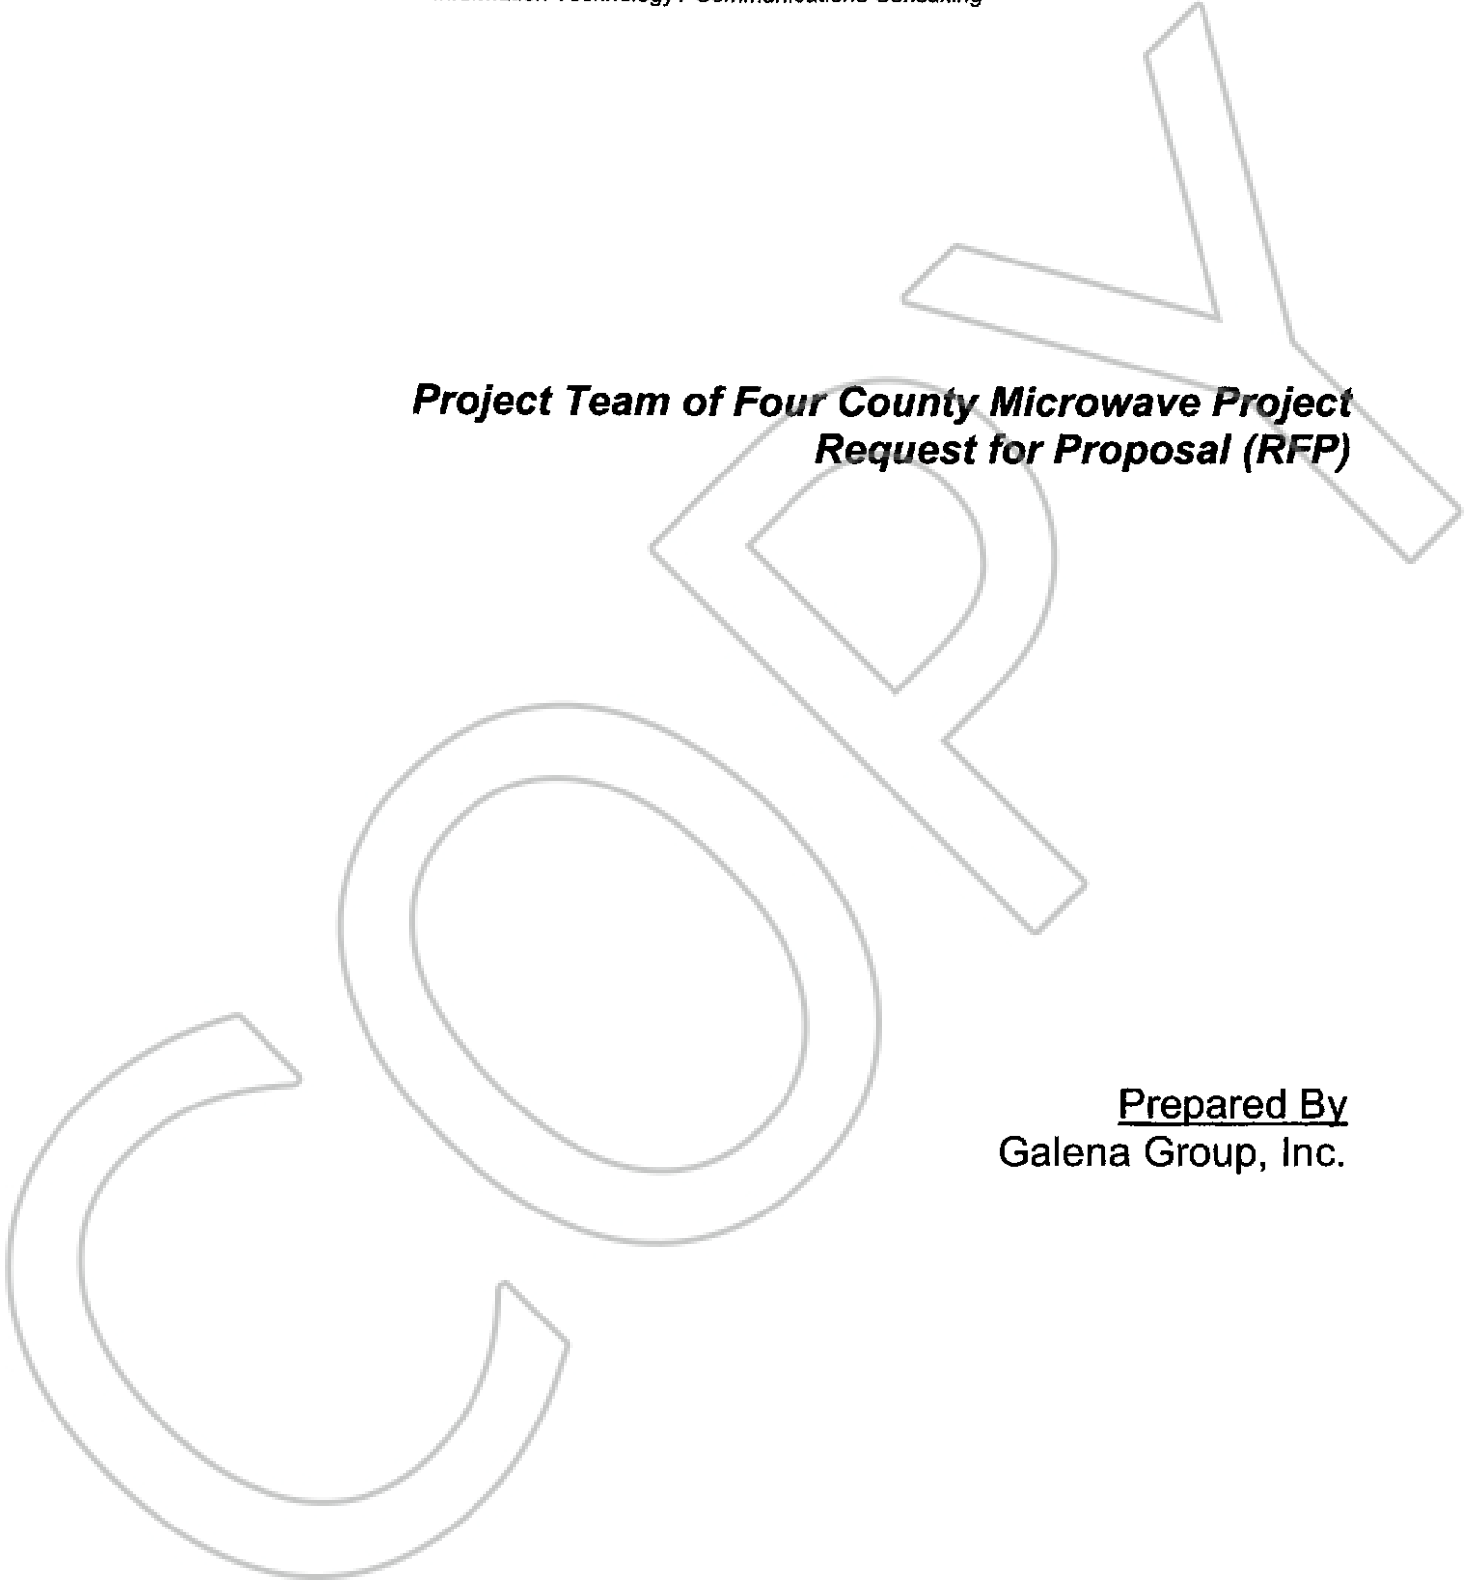 Project Team of Four County Microwave Project
Request for Proposal (RFP)
COPY
Prepared By
Galena Group, Inc.